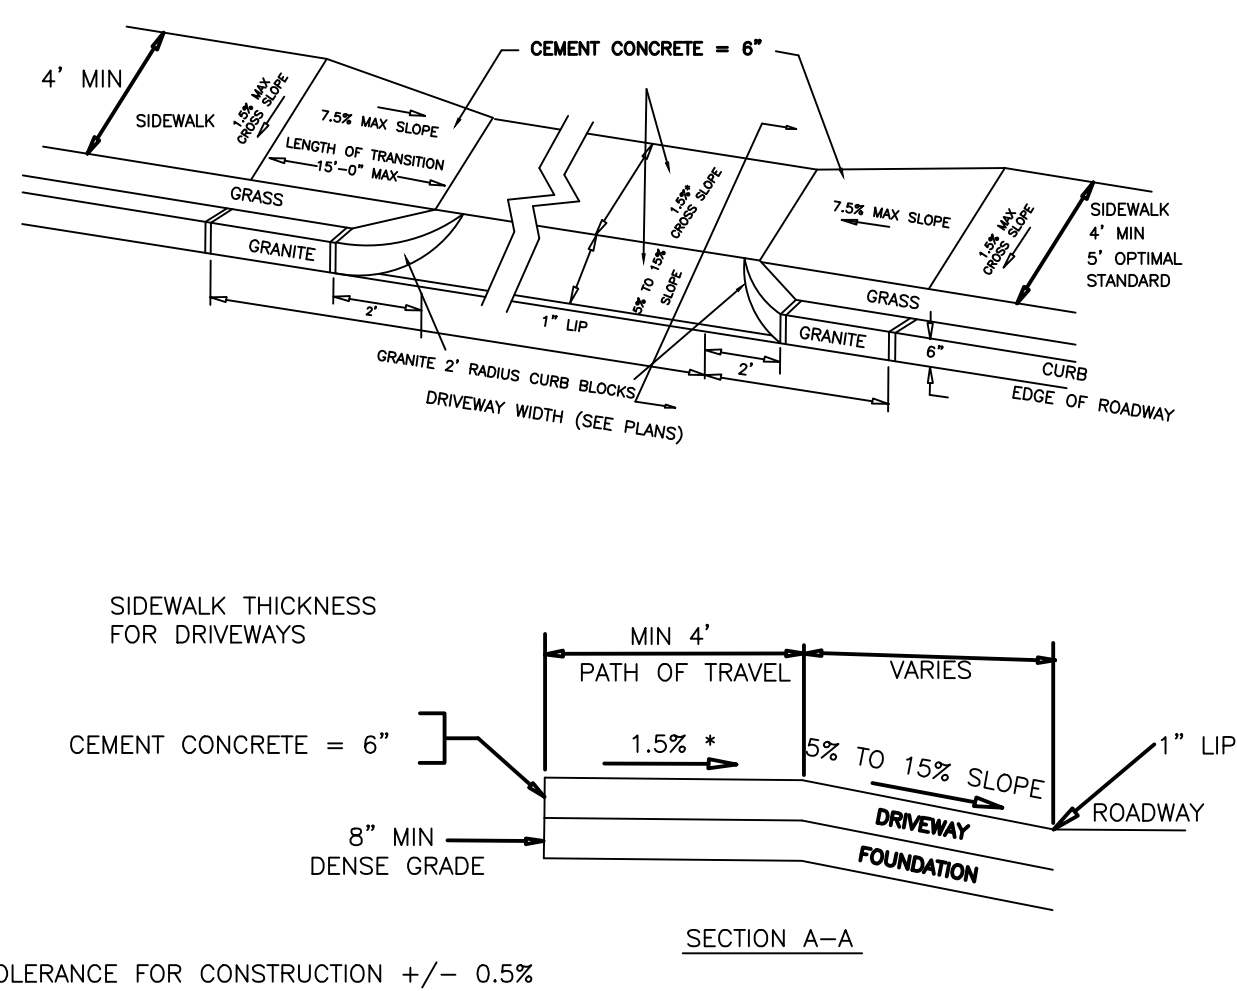 CEMENT CONCRETE = 6"
4' MIN
SIDEWALK
1.5% MAX
CROSS SLOPE
7.5% MAX SLOPE
LENGTH OF TRANSITION
15'-0" MAX
GRASS
GRANITE
2'
1.5%*
CROSS SLOPE
5% TO 15%
SLOPE
1" LIP
7.5% MAX SLOPE
1.5% MAX
CROSS SLOPE
SIDEWALK
4' MIN
5' OPTIMAL
STANDARD
GRASS
GRANITE
6"
2'
CURB
EDGE OF ROADWAY
GRANITE 2' RADIUS CURB BLOCKS
DRIVEWAY WIDTH (SEE PLANS)
SIDEWALK THICKNESS
FOR DRIVEWAYS
MIN 4'
PATH OF TRAVEL
VARIES
CEMENT CONCRETE = 6"
1.5% *
5% TO 15% SLOPE
1" LIP
ROADWAY
DRIVEWAY
FOUNDATION
8" MIN
DENSE GRADE
SECTION A-A
OLERANCE FOR CONSTRUCTION +/- 0.5%